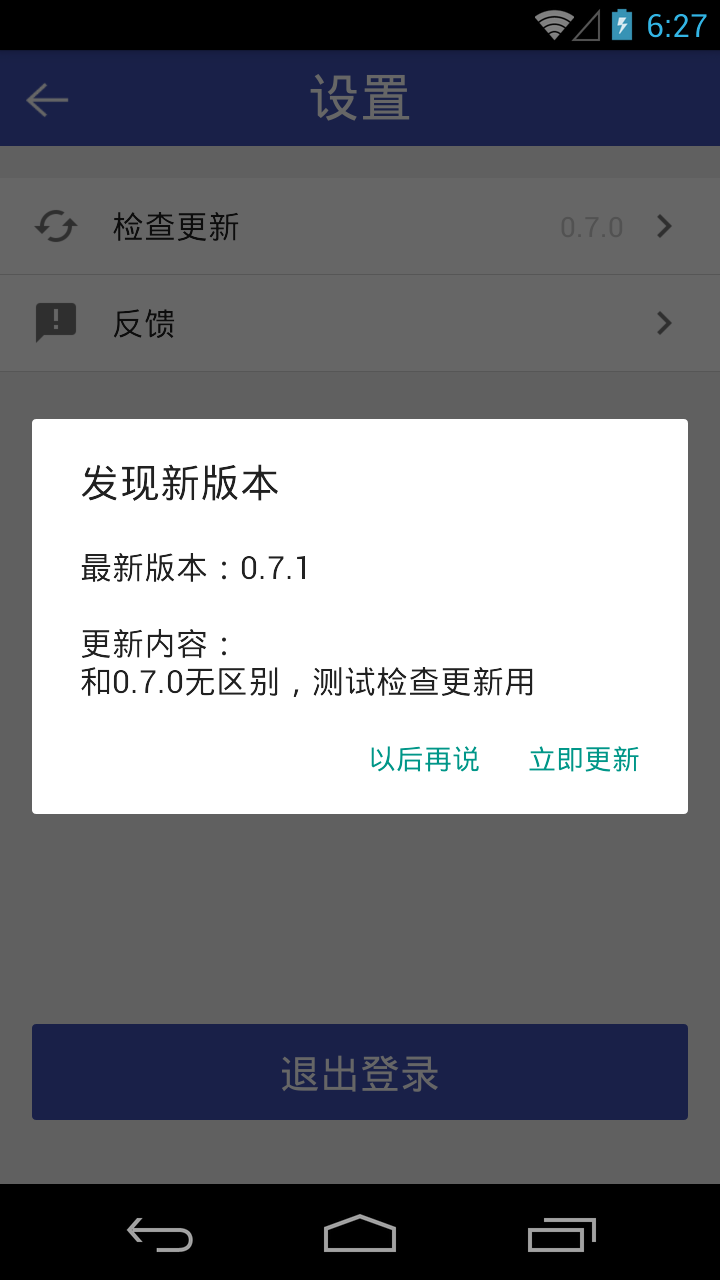 6:27
设置
检查更新 0.7.0
反馈
发现新版本
最新版本：0.7.1
更新内容：
和0.7.0无区别，测试检查更新用
以后再说 立即更新
退出登录